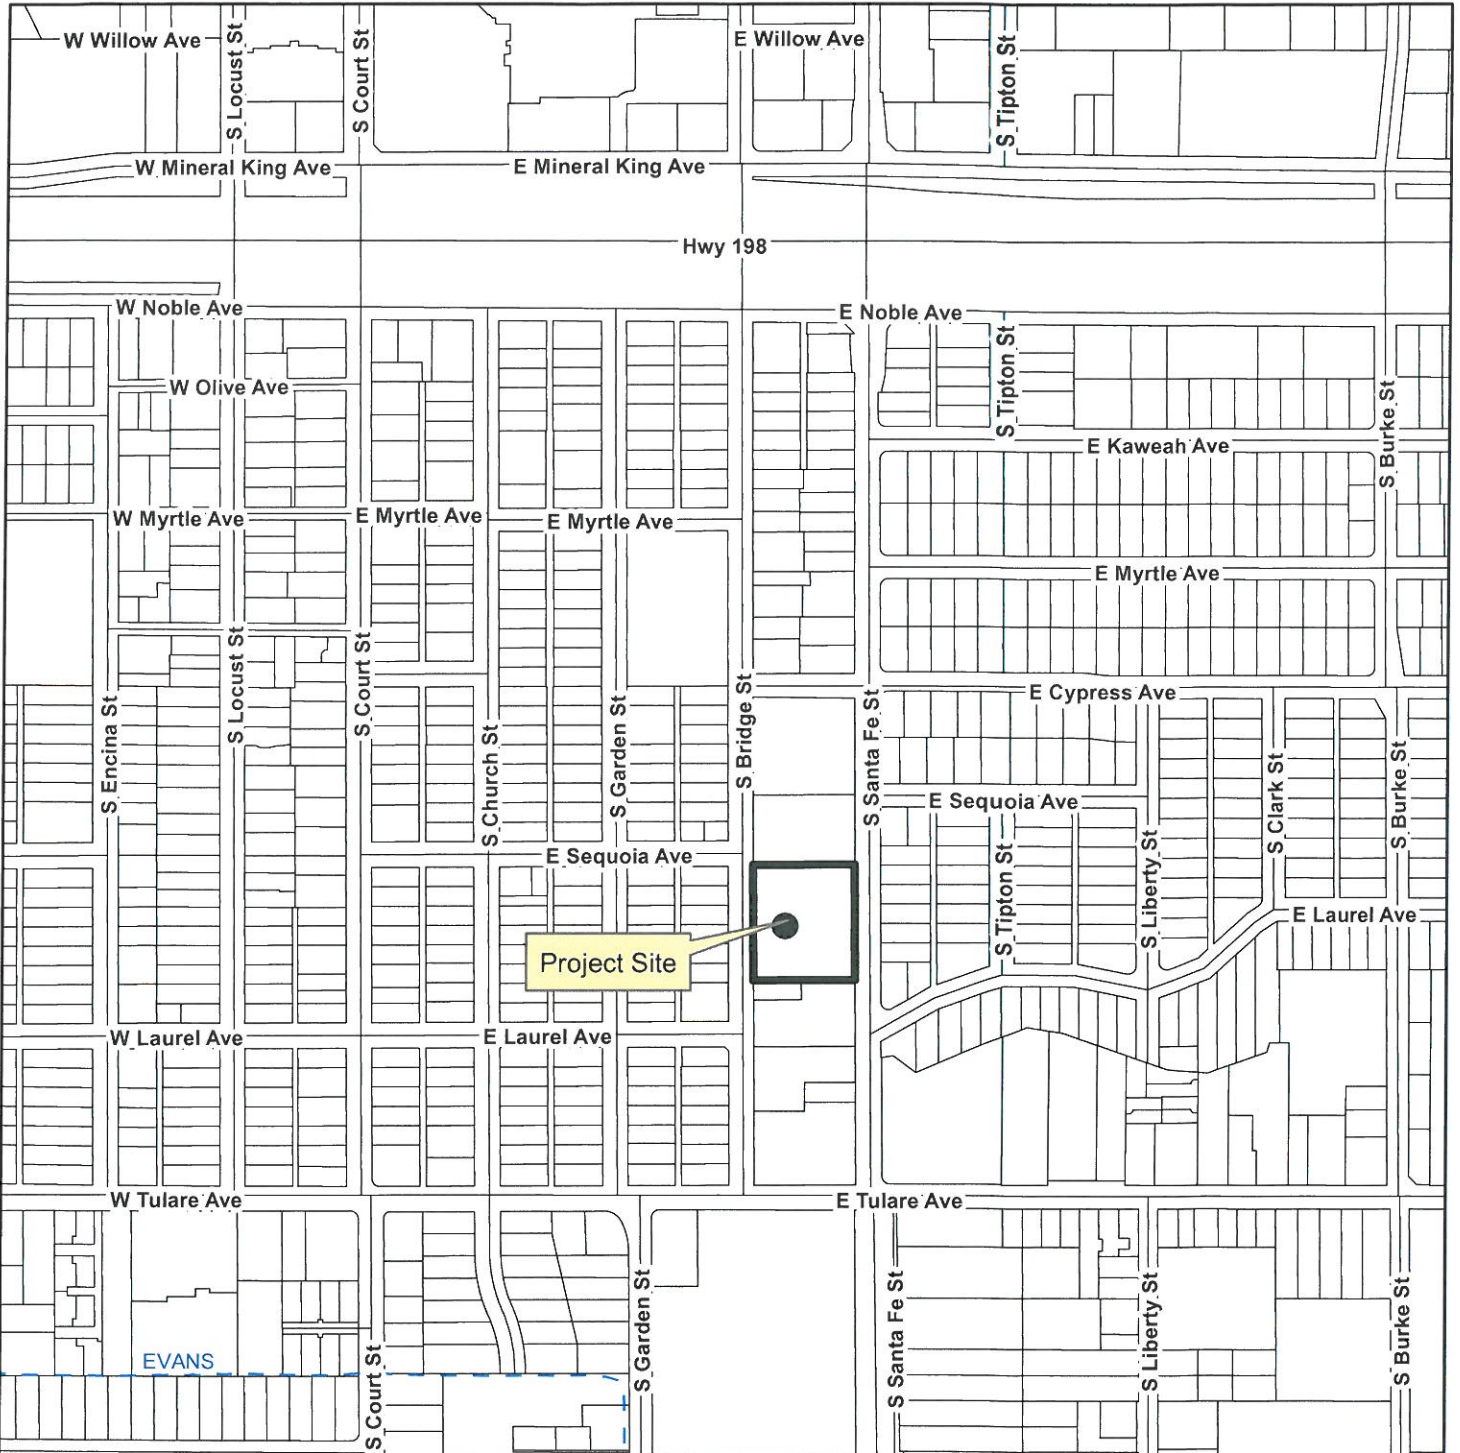 W Willow Ave
S Locust St
S Court St
E Willow Ave
S Tipton St
W Mineral King Ave
E Mineral King Ave
Hwy 198
W Noble Ave
E Noble Ave
S Tipton St
W Olive Ave
S Burke St
E Kaweah Ave
W Myrtle Ave
E Myrtle Ave
E Myrtle Ave
E Myrtle Ave
S Locust St
S Court St
E Cypress Ave
S Encina St
S Church St
S Garden St
S Bridge St
S Santa Fe St
S Clark St
S Burke St
E Sequoia Ave
E Sequoia Ave
S Tipton St
S Liberty St
E Laurel Ave
Project Site
W Laurel Ave
E Laurel Ave
W Tulare Ave
E Tulare Ave
S Garden St
S Santa Fe St
S Liberty St
S Burke St
EVANS
S Court St